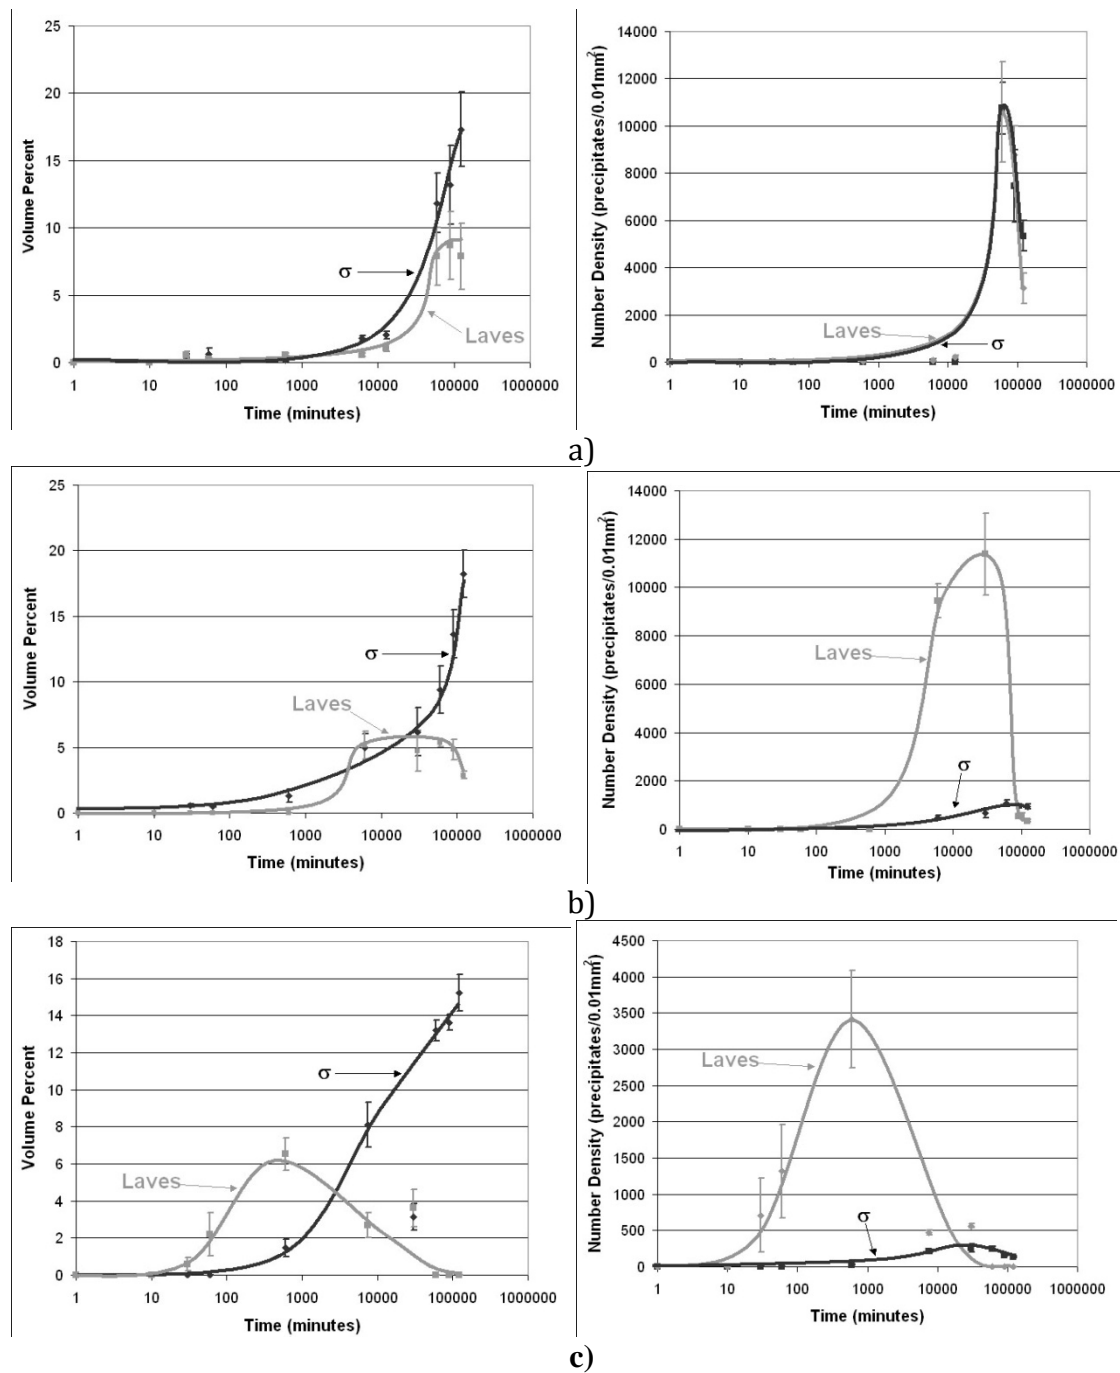 25
20
15
10
5
0
Volume Percent
σ
Laves
1 10 100 1000 10000 100000 1000000
Time (minutes)
14000
12000
10000
8000
6000
4000
2000
0
Number Density (precipitates/0.01mm²)
Laves
σ
1 10 100 1000 10000 100000 1000000
Time (minutes)
a)
25
20
15
10
5
0
Volume Percent
σ
Laves
1 10 100 1000 10000 100000 1000000
Time (minutes)
14000
12000
10000
8000
6000
4000
2000
0
Number Density (precipitates/0.01mm²)
Laves
σ
1 10 100 1000 10000 100000 1000000
Time (minutes)
b)
18
16
14
12
10
8
6
4
2
0
Volume Percent
σ
Laves
1 10 100 1000 10000 100000 1000000
Time (minutes)
4500
4000
3500
3000
2500
2000
1500
1000
500
0
Number Density (precipitates/0.01mm²)
Laves
σ
1 10 100 1000 10000 100000 1000000
Time (minutes)
c)